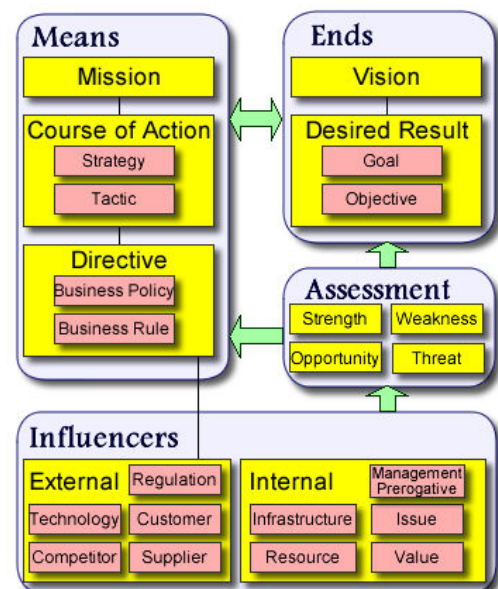 Means
Mission
Course of Action
Strategy
Tactic
Directive
Business Policy
Business Rule
Ends
Vision
Desired Result
Goal
Objective
Assessment
Strength
Weakness
Opportunity
Threat
Influencers
External
Regulation
Technology
Customer
Competitor
Supplier
Internal
Management
Prerogative
Infrastructure
Issue
Resource
Value